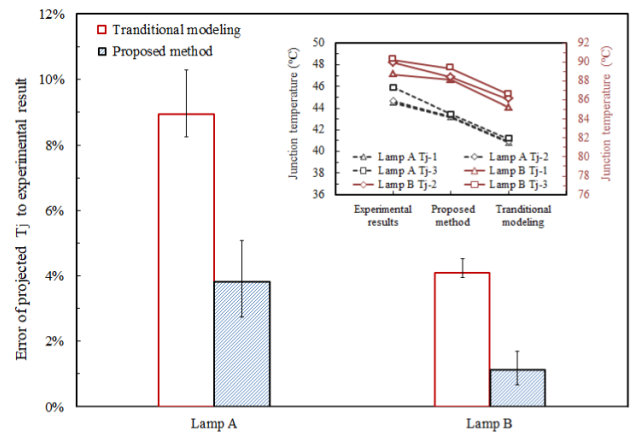 12%
10%
8%
6%
4%
2%
0%
Error of projected Tj to experimental result
Tranditional modeling
Proposed method
Lamp A
Lamp B
50
48
46
44
42
40
38
36
Junction temperature (℃)
92
90
88
86
84
82
80
78
76
Junction temperature (℃)
Lamp A Tj-1
Lamp A Tj-2
Lamp A Tj-3
Lamp B Tj-1
Lamp B Tj-2
Lamp B Tj-3
Experimental results
Proposed method
Tranditional modeling